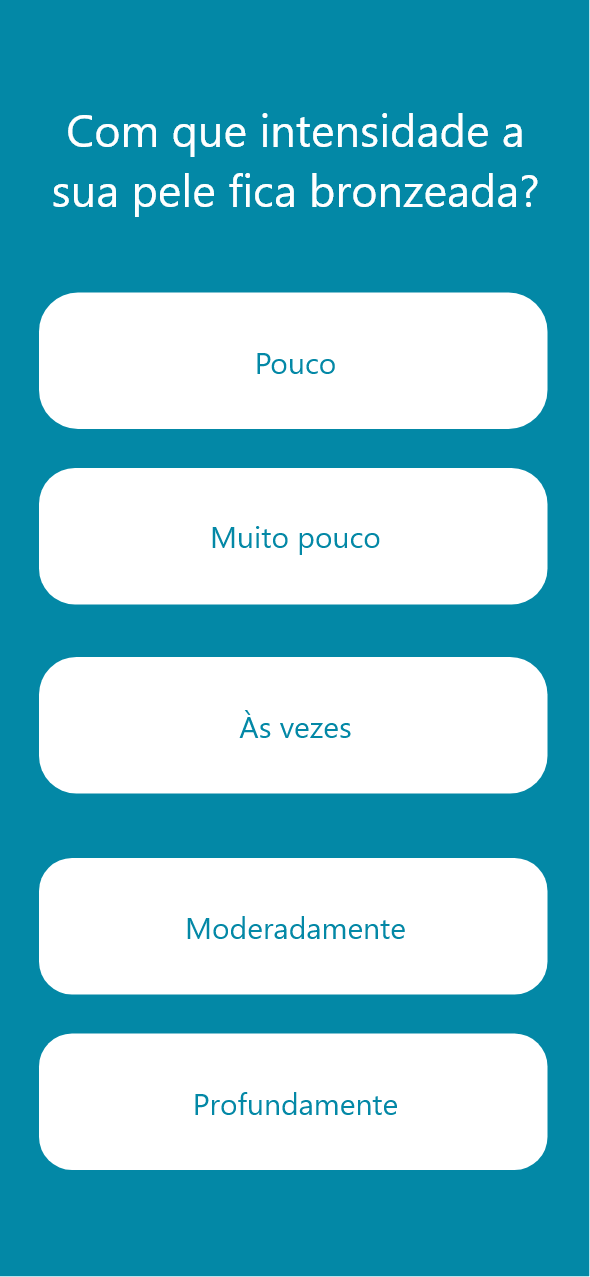 Com que intensidade a
sua pele fica bronzeada?
Pouco
Muito pouco
Às vezes
Moderadamente
Profundamente